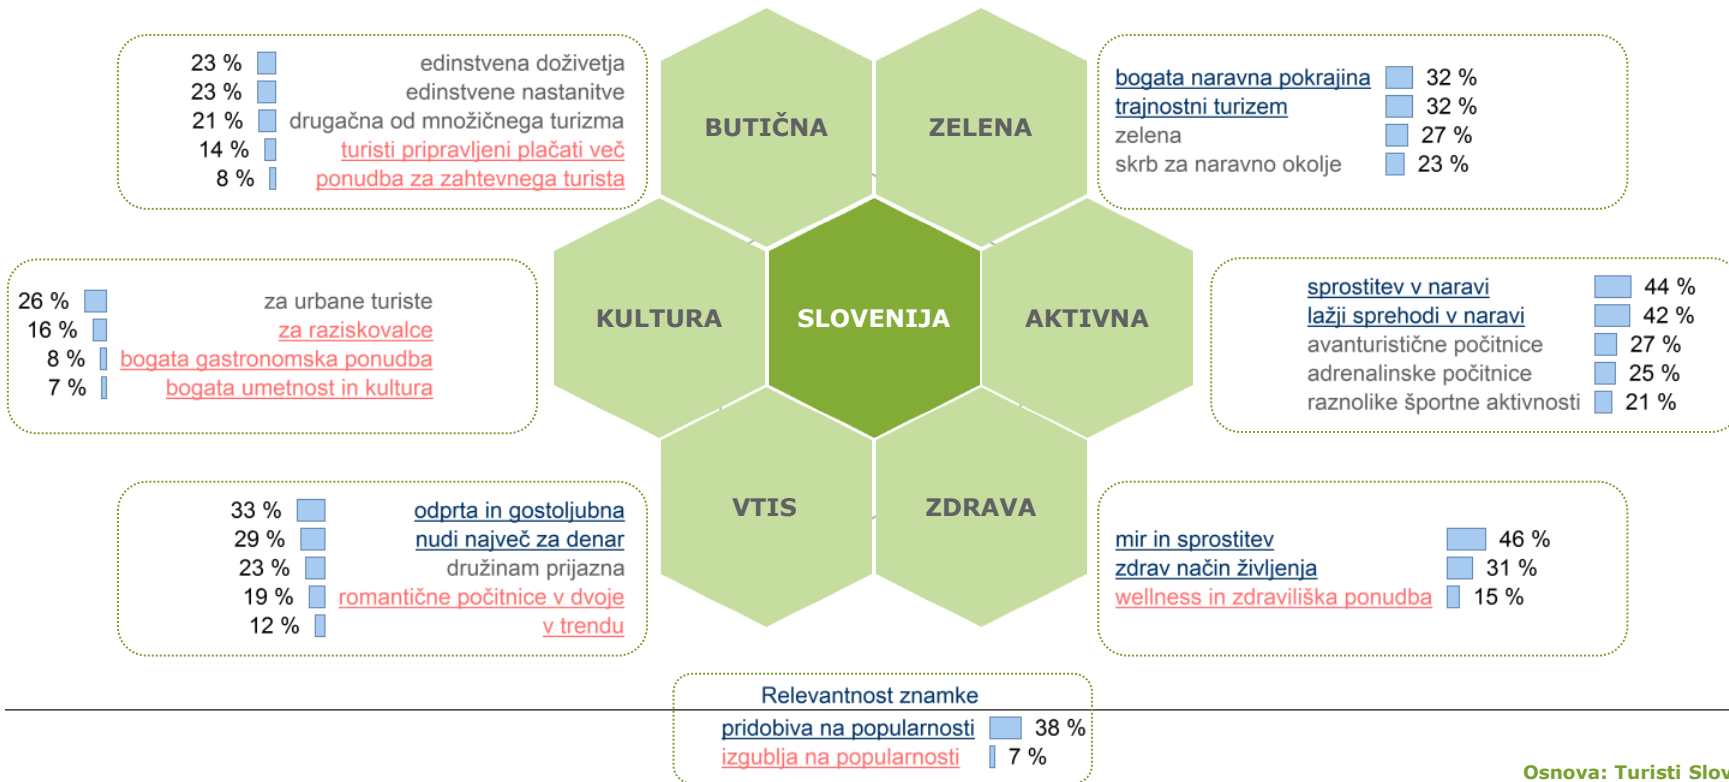 23 % edinstvena doživetja
23 % edinstvene nastanitve
21 % drugačna od množičnega turizma
14 % turisti pripravljeni plačati več
8 % ponudba za zahtevnega turista
BUTIČNA
ZELENA
bogata naravna pokrajina 32 %
trajnostni turizem 32 %
zelena 27 %
skrb za naravno okolje 23 %
26 % za urbane turiste
16 % za raziskovalce
8 % bogata gastronomska ponudba
7 % bogata umetnost in kultura
KULTURA
SLOVENIJA
AKTIVNA
sprostitev v naravi 44 %
lažji sprehodi v naravi 42 %
avanturistične počitnice 27 %
adrenalinske počitnice 25 %
raznolike športne aktivnosti 21 %
33 % odprta in gostoljubna
29 % nudi največ za denar
23 % družinam prijazna
19 % romantične počitnice v dvoje
12 % v trendu
VTIS
ZDRAVA
mir in sprostitev 46 %
zdrav način življenja 31 %
wellness in zdraviliška ponudba 15 %
Relevantnost znamke
pridobiva na popularnosti 38 %
izgublja na popularnosti 7 %
Osnova: Turisti Slov